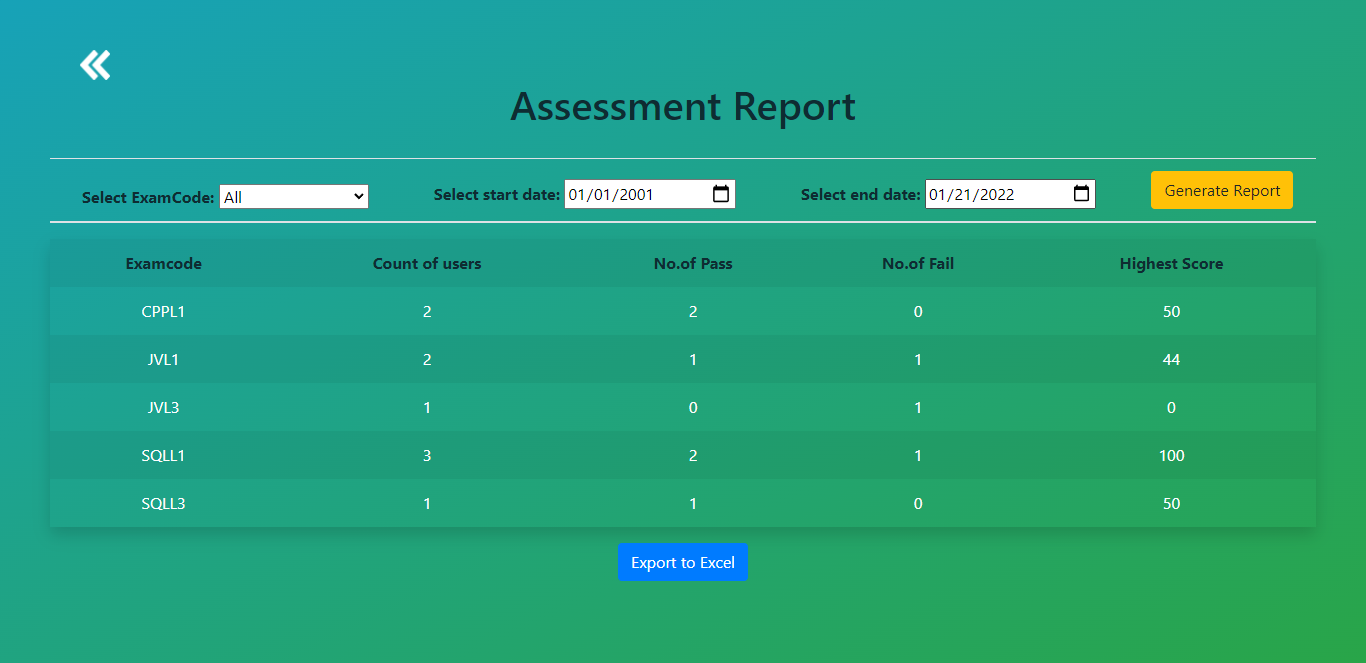 Assessment Report
Select ExamCode: All Select start date: 01/01/2001 Select end date: 01/21/2022 Generate Report
Examcode Count of users No.of Pass No.of Fail Highest Score
CPPL1 2 2 0 50
JVL1 2 1 1 44
JVL3 1 0 1 0
SQLL1 3 2 1 100
SQLL3 1 1 0 50
Export to Excel